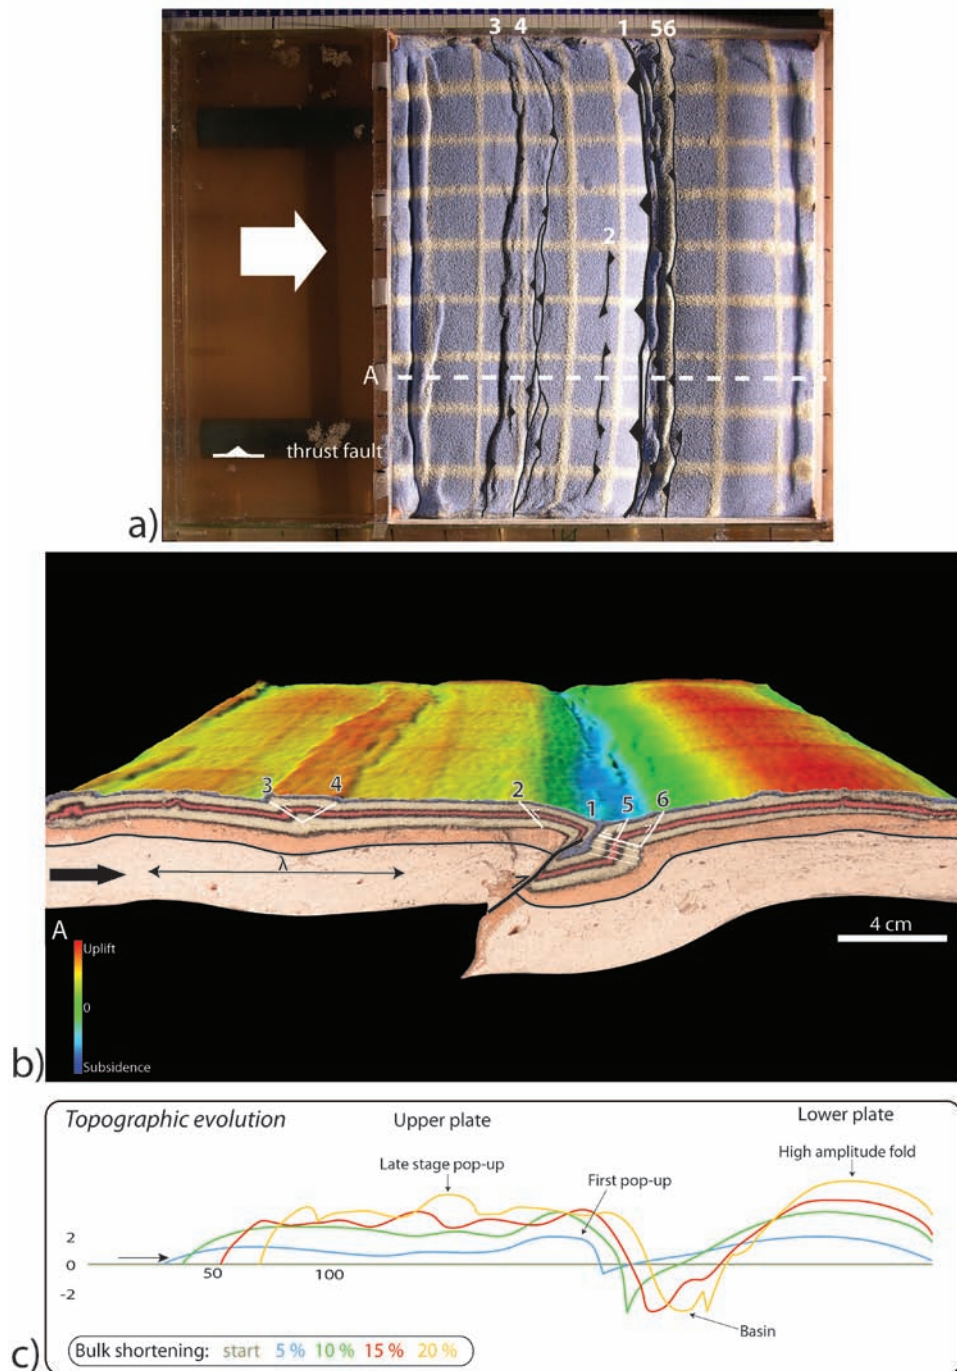 3 4 1 56
2
A
thrust fault
a)
3 4 2 1 5 6
λ
A
4 cm
Uplift
0
Subsidence
b)
Topographic evolution Upper plate Lower plate
Late stage pop-up First pop-up High amplitude fold
2
0
50 100
-2
Basin
Bulk shortening: start 5 % 10 % 15 % 20 %
c)